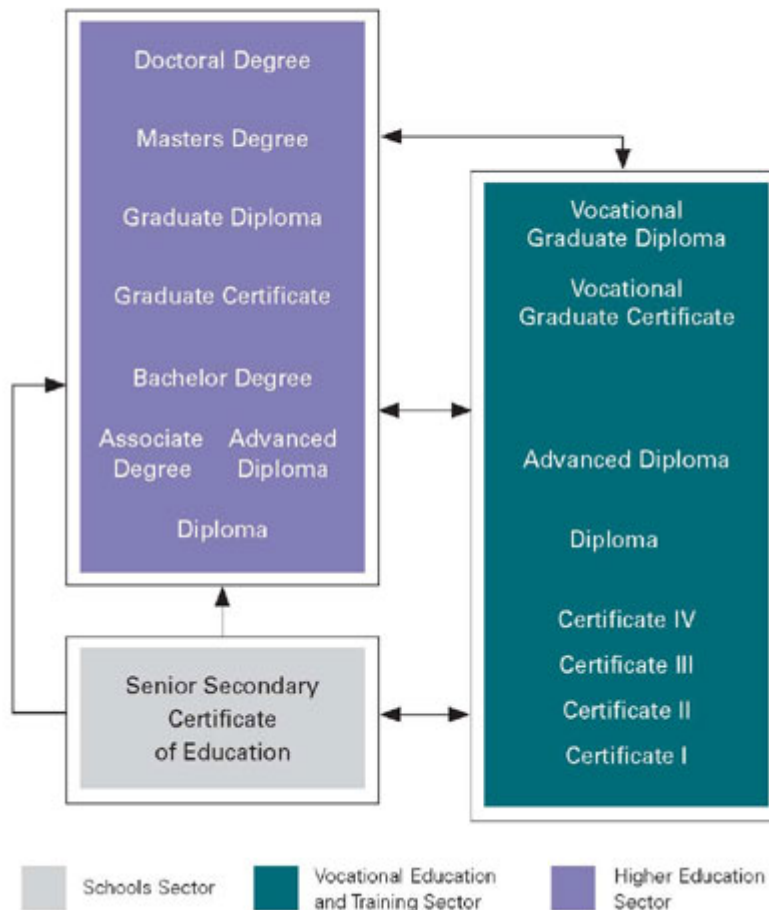 Doctoral Degree
Masters Degree
Graduate Diploma
Graduate Certificate
Bachelor Degree
Associate
Degree
Advanced
Diploma
Diploma
Senior Secondary
Certificate
of Education
Vocational
Graduate Diploma
Vocational
Graduate Certificate
Advanced Diploma
Diploma
Certificate IV
Certificate III
Certificate II
Certificate I
Schools Sector
Vocational Education
and Training Sector
Higher Education
Sector